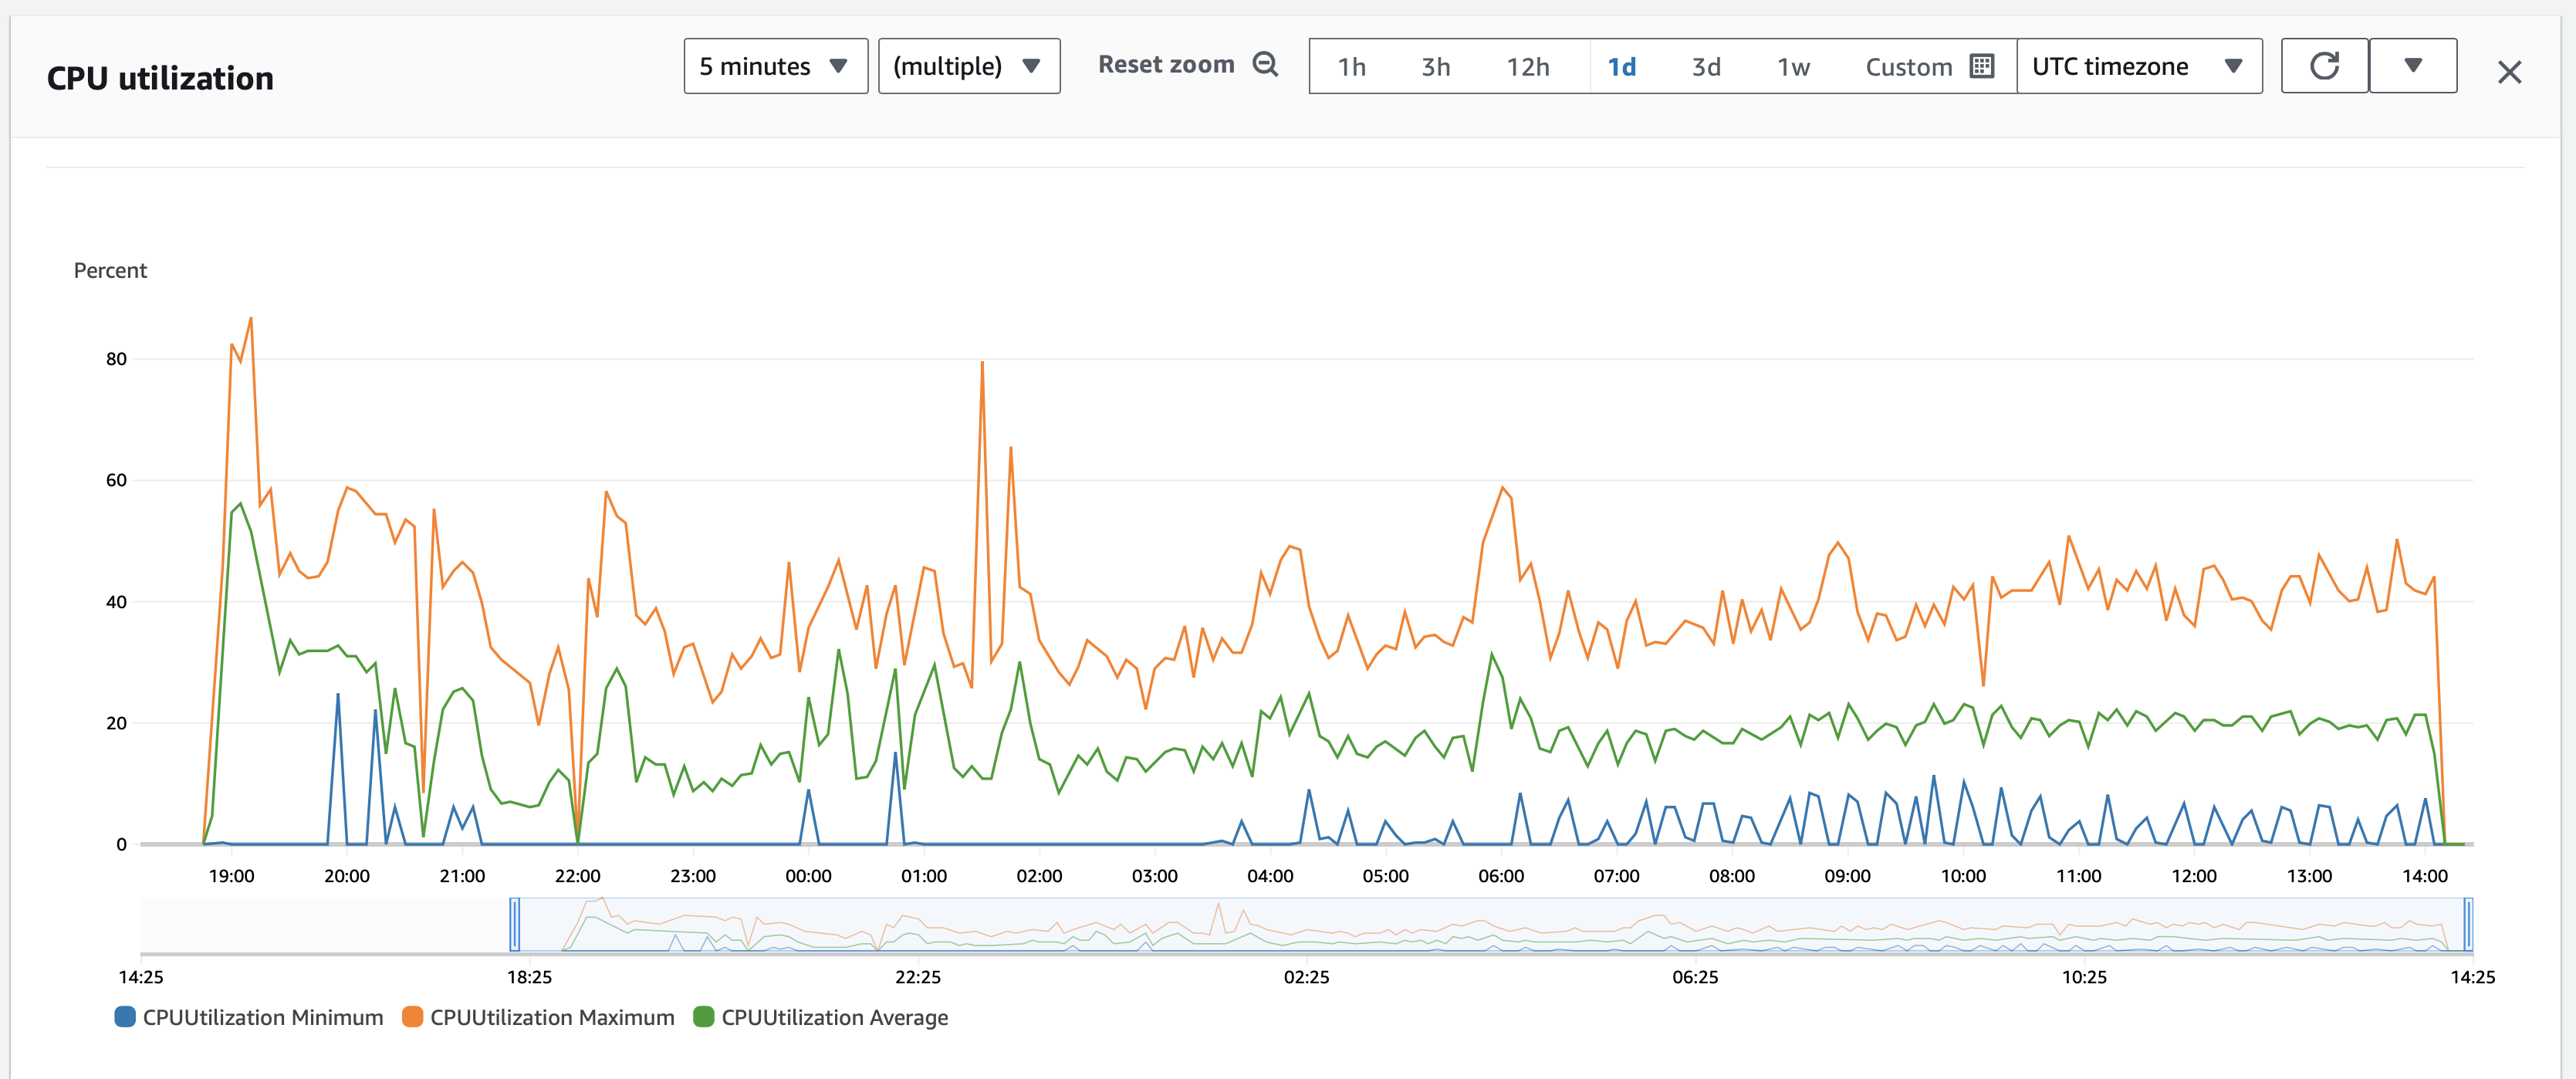 CPU utilization 5 minutes (multiple) Reset zoom 1h 3h 12h 1d 3d 1w Custom UTC timezone
Percent
80
60
40
20
0
19:00 20:00 21:00 22:00 23:00 00:00 01:00 02:00 03:00 04:00 05:00 06:00 07:00 08:00 09:00 10:00 11:00 12:00 13:00 14:00
14:25 18:25 22:25 02:25 06:25 10:25 14:25
CPUUtilization Minimum CPUUtilization Maximum CPUUtilization Average